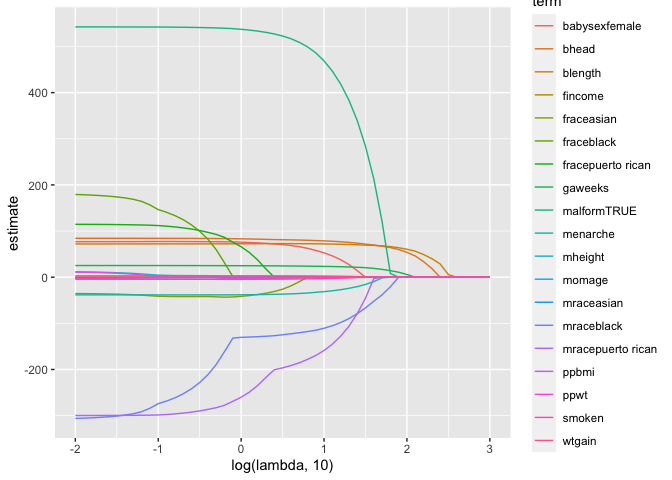 term
babysexfemale
bhead
blength
fincome
fraceasian
fraceblack
fracepuerto rican
gaweeks
malformTRUE
menarche
mheight
momage
mraceasian
mraceblack
mracepuerto rican
ppbmi
ppwt
smoken
wtgain
estimate
400
200
0
-200
-2
-1
0
1
2
3
log(lambda, 10)